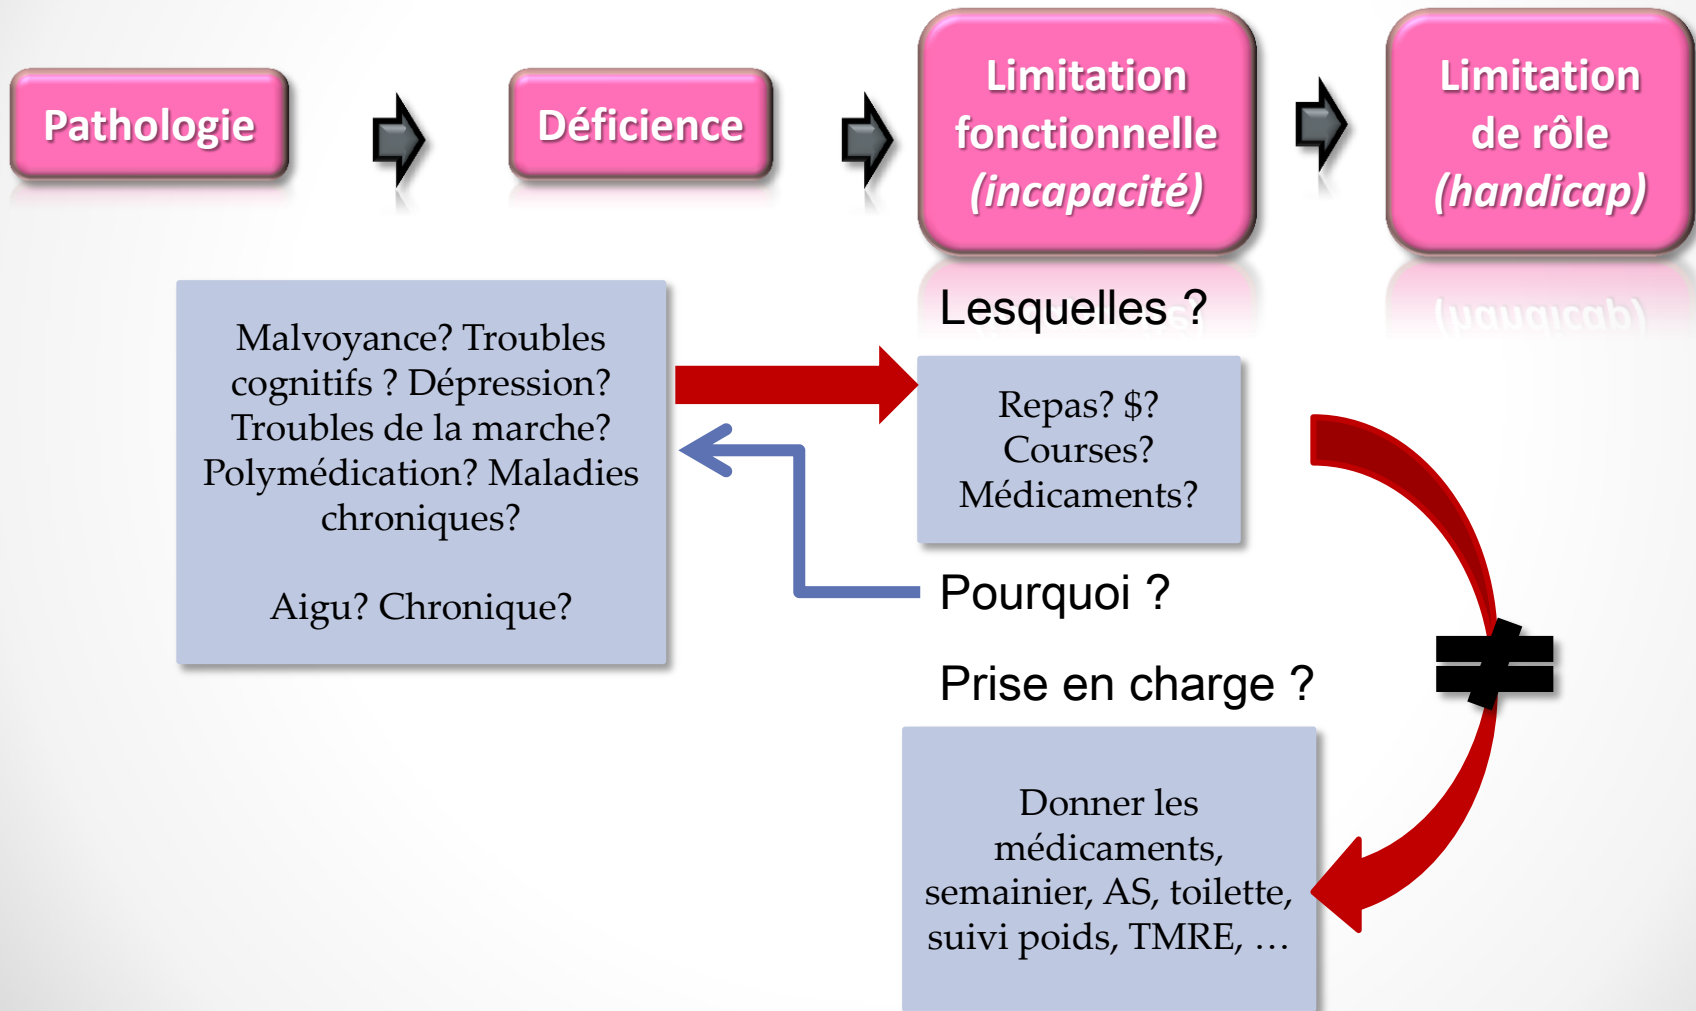 Pathologie
Déficience
Limitation
fonctionnelle
(incapacité)
Limitation
de rôle
(handicap)
Malvoyance? Troubles
cognitifs ? Dépression?
Troubles de la marche?
Polymédication? Maladies
chroniques?
Aigu? Chronique?
Lesquelles ?
Repas? $?
Courses?
Médicaments?
Pourquoi ?
Prise en charge ?
Donner les
médicaments,
semainier, AS, toilette,
suivi poids, TMRE, …